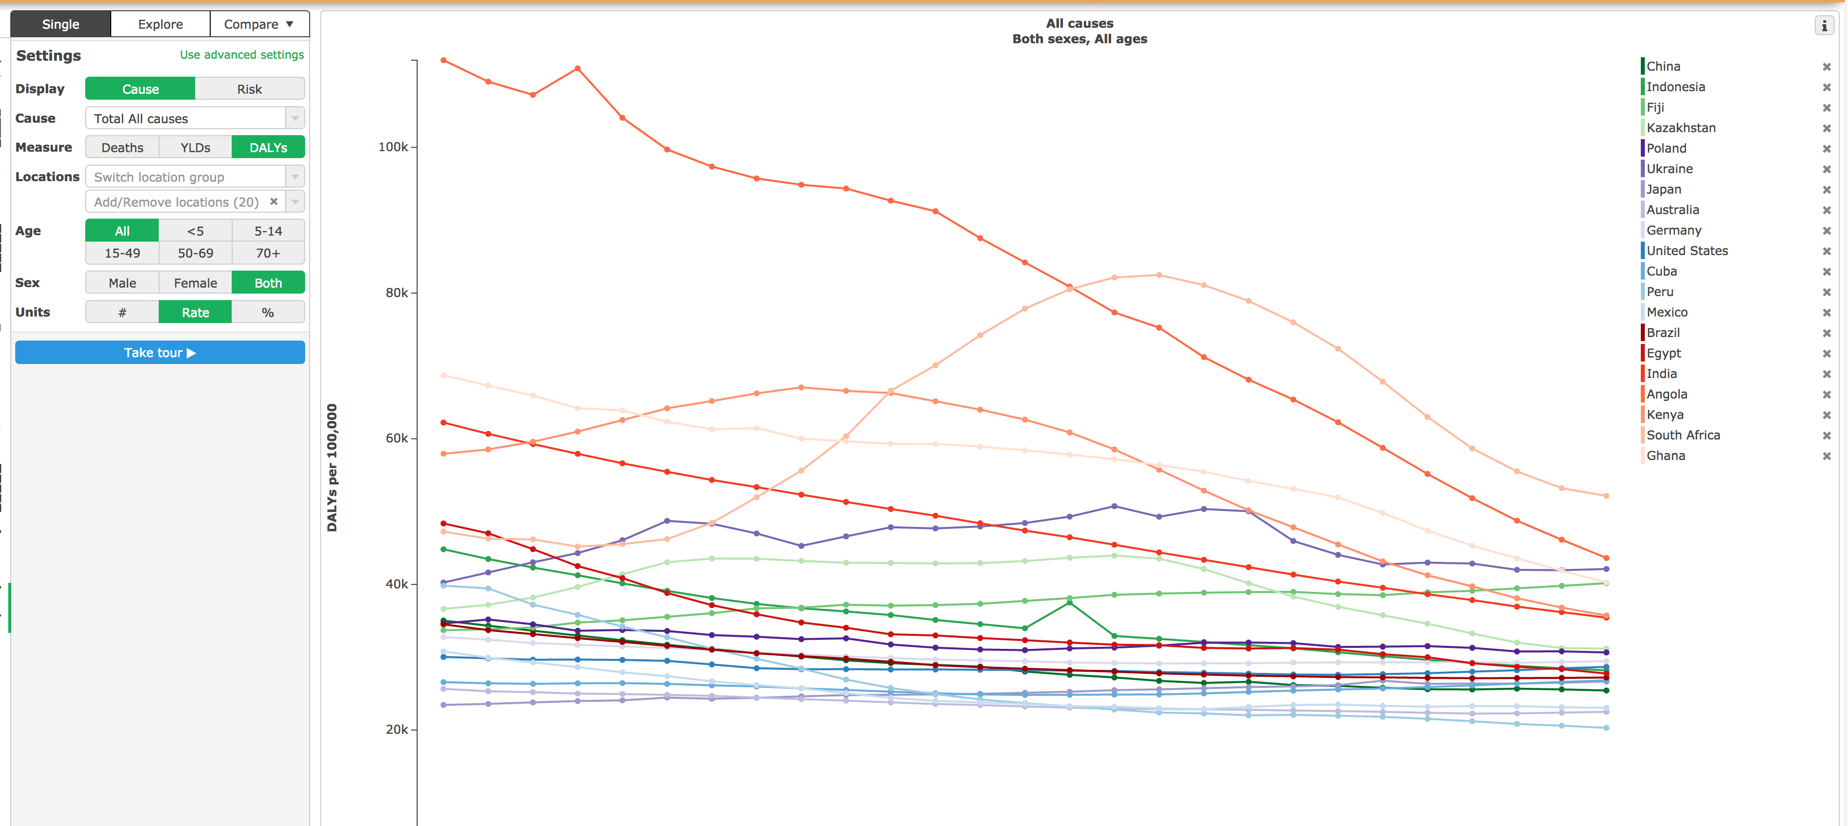 Single Explore Compare ▼
Settings Use advanced settings
Display Cause Risk
Cause Total All causes
Measure Deaths YLDs DALYs
Locations Switch location group
Add/Remove locations (20) ✖
Age All <5 5-14
15-49 50-69 70+
Sex Male Female Both
Units # Rate %
Take tour ▶
All causes
Both sexes, All ages
i
DALYs per 100,000
100k
80k
60k
40k
20k
China ✖
Indonesia ✖
Fiji ✖
Kazakhstan ✖
Poland ✖
Ukraine ✖
Japan ✖
Australia ✖
Germany ✖
United States ✖
Cuba ✖
Peru ✖
Mexico ✖
Brazil ✖
Egypt ✖
India ✖
Angola ✖
Kenya ✖
South Africa ✖
Ghana ✖